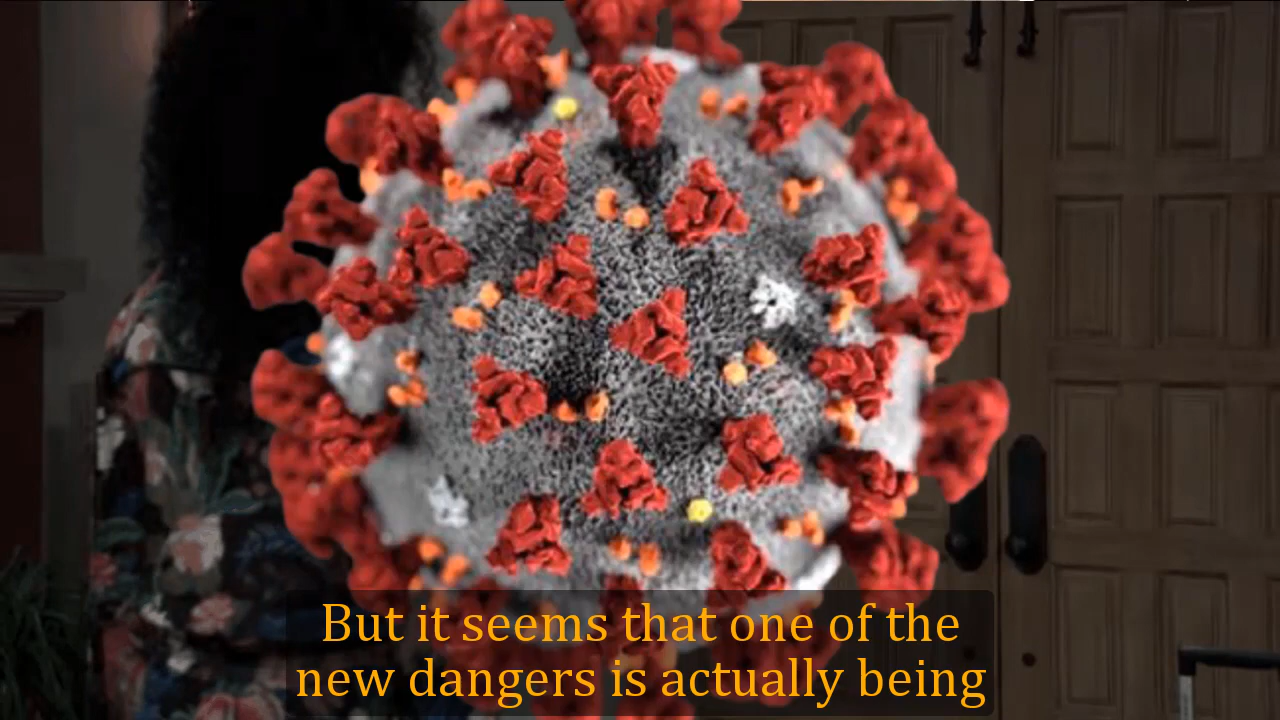 But it seems that one of the
new dangers is actually being